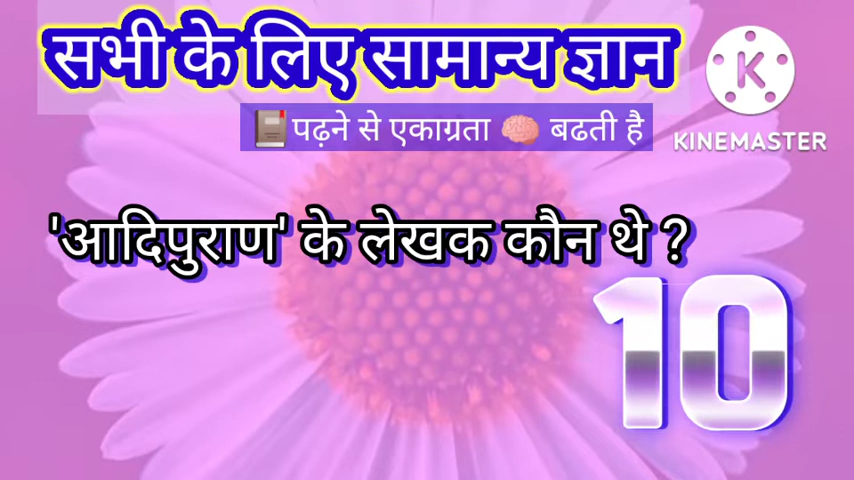 सभी के लिए सामान्य ज्ञान
K
KINEMASTER
📔पढ़ने से एकाग्रता 🧠 बढती है
'आदिपुराण' के लेखक कौन थे ?
10